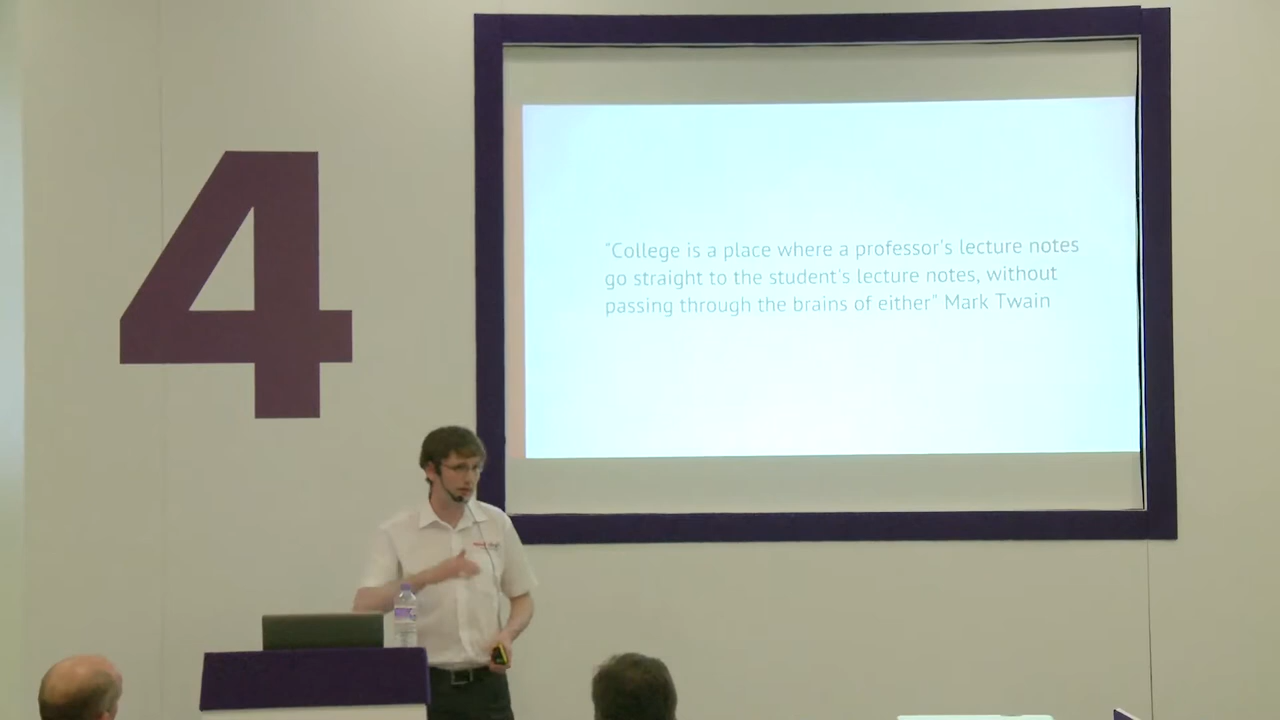 4
"College is a place where a professor's lecture notes
go straight to the student's lecture notes, without
passing through the brains of either" Mark Twain